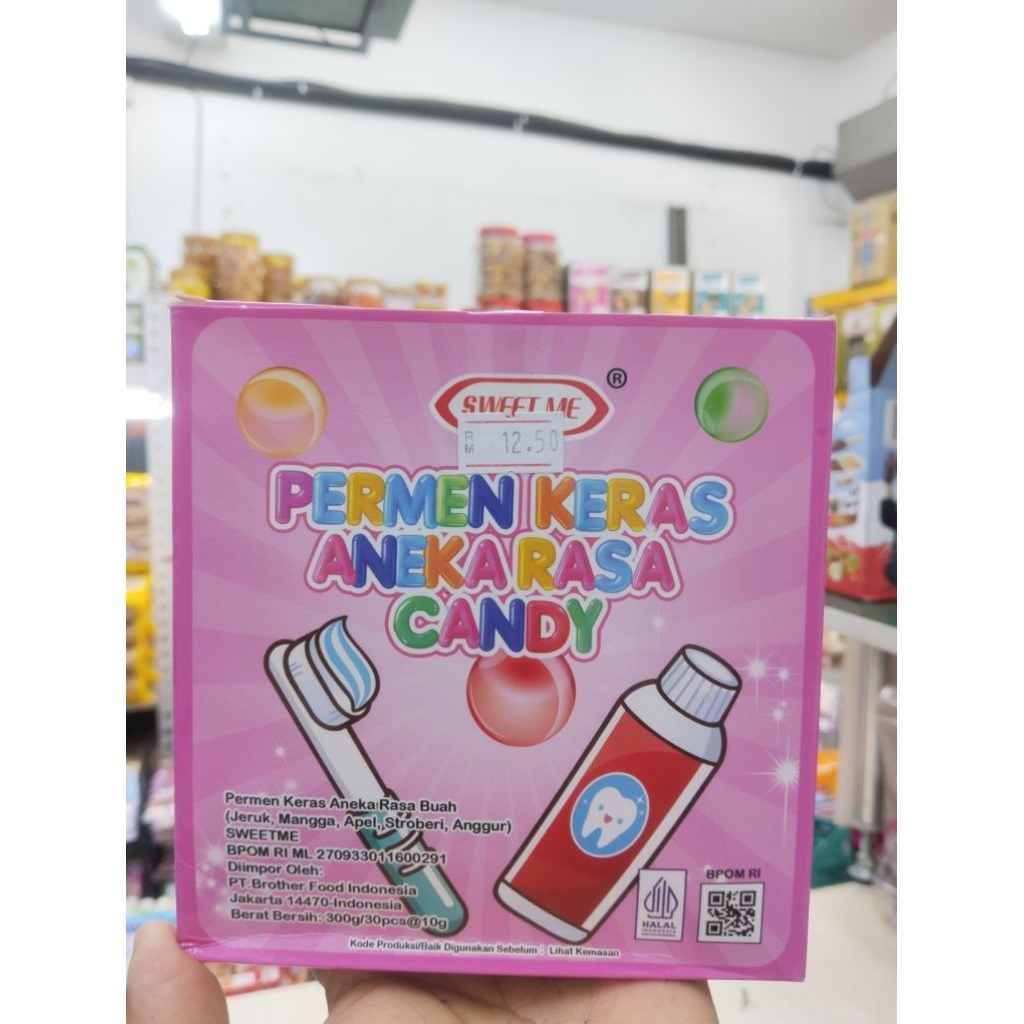 SWEET ME ®
RM 12.50
PERMEN KERAS
ANEKA RASA
CANDY
Permen Keras Aneka Rasa Buah
(Jeruk, Mangga, Apel, Stroberi, Anggur)
SWEETME
BPOM RI ML 270933011600291
Diimpor Oleh:
PT.Brother Food Indonesia
Jakarta 14470-Indonesia
Berat Bersih: 300g/30pcs@10g
HALAL
INDONESIA
BPOM RI
Kode Produksi/Baik Digunakan Sebelum : Lihat Kemasan